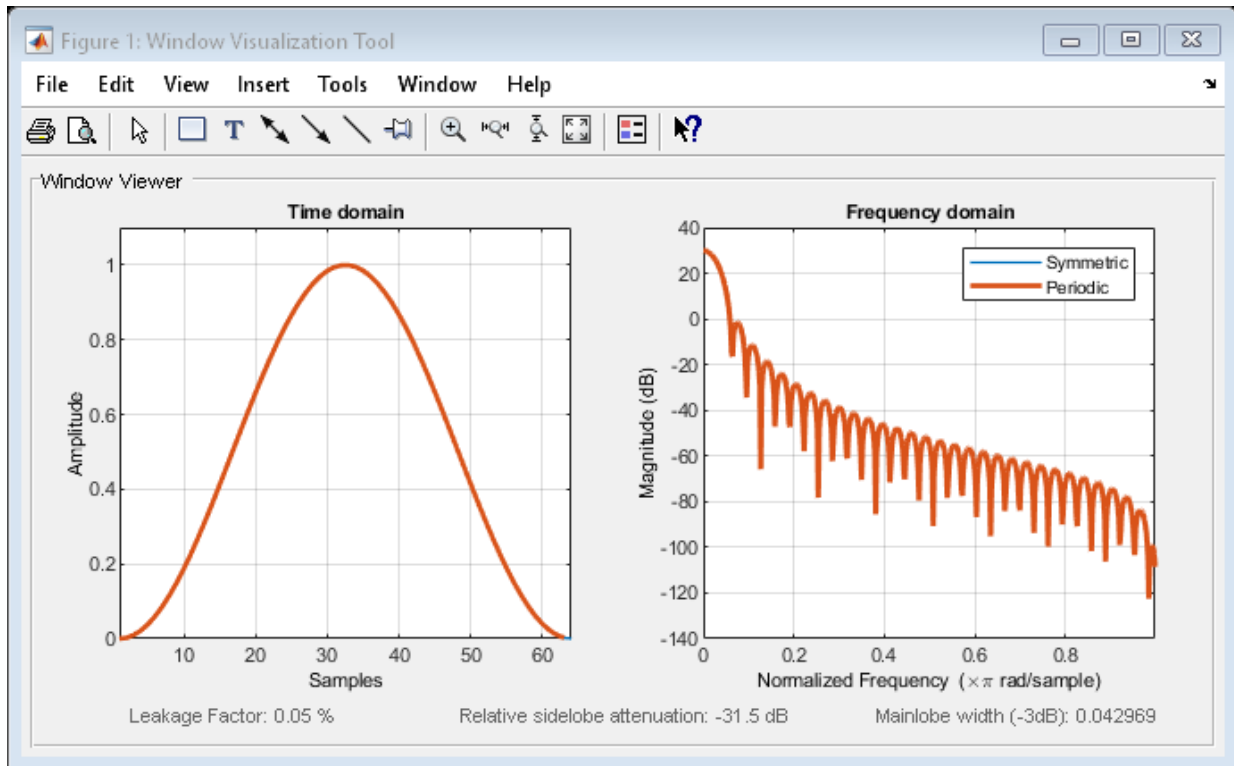 Figure 1: Window Visualization Tool
File Edit View Insert Tools Window Help
T
?
Window Viewer
Time domain
Amplitude
1
0.8
0.6
0.4
0.2
0
10 20 30 40 50 60
Samples
Frequency domain
Magnitude (dB)
40
20
0
-20
-40
-60
-80
-100
-120
-140
Symmetric
Periodic
0 0.2 0.4 0.6 0.8
Normalized Frequency (×π rad/sample)
Leakage Factor: 0.05 % Relative sidelobe attenuation: -31.5 dB Mainlobe width (-3dB): 0.042969